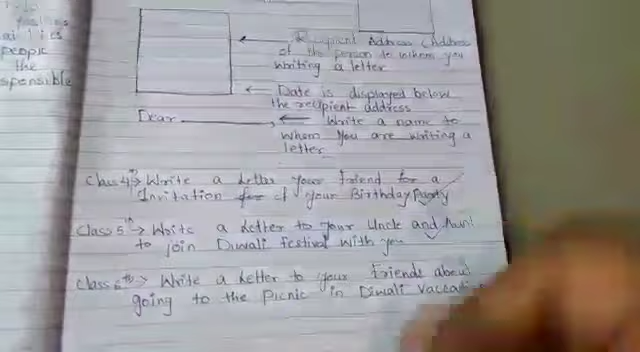 people
the
sponsible
Recipient Address (Address
of the person to whom you
writing a letter
Date is displayed below
the recipient address
Dear
Write a name to
whom you are writing a
letter
Class 4th → Write a Letter your Friend for a
Invitation of your Birthday Party
Class 5th → Write a Letter to your Uncle and Aunt
to join Diwali festival with you
Class 6th → Write a Letter to your Friends about
going to the Picnic in Diwali